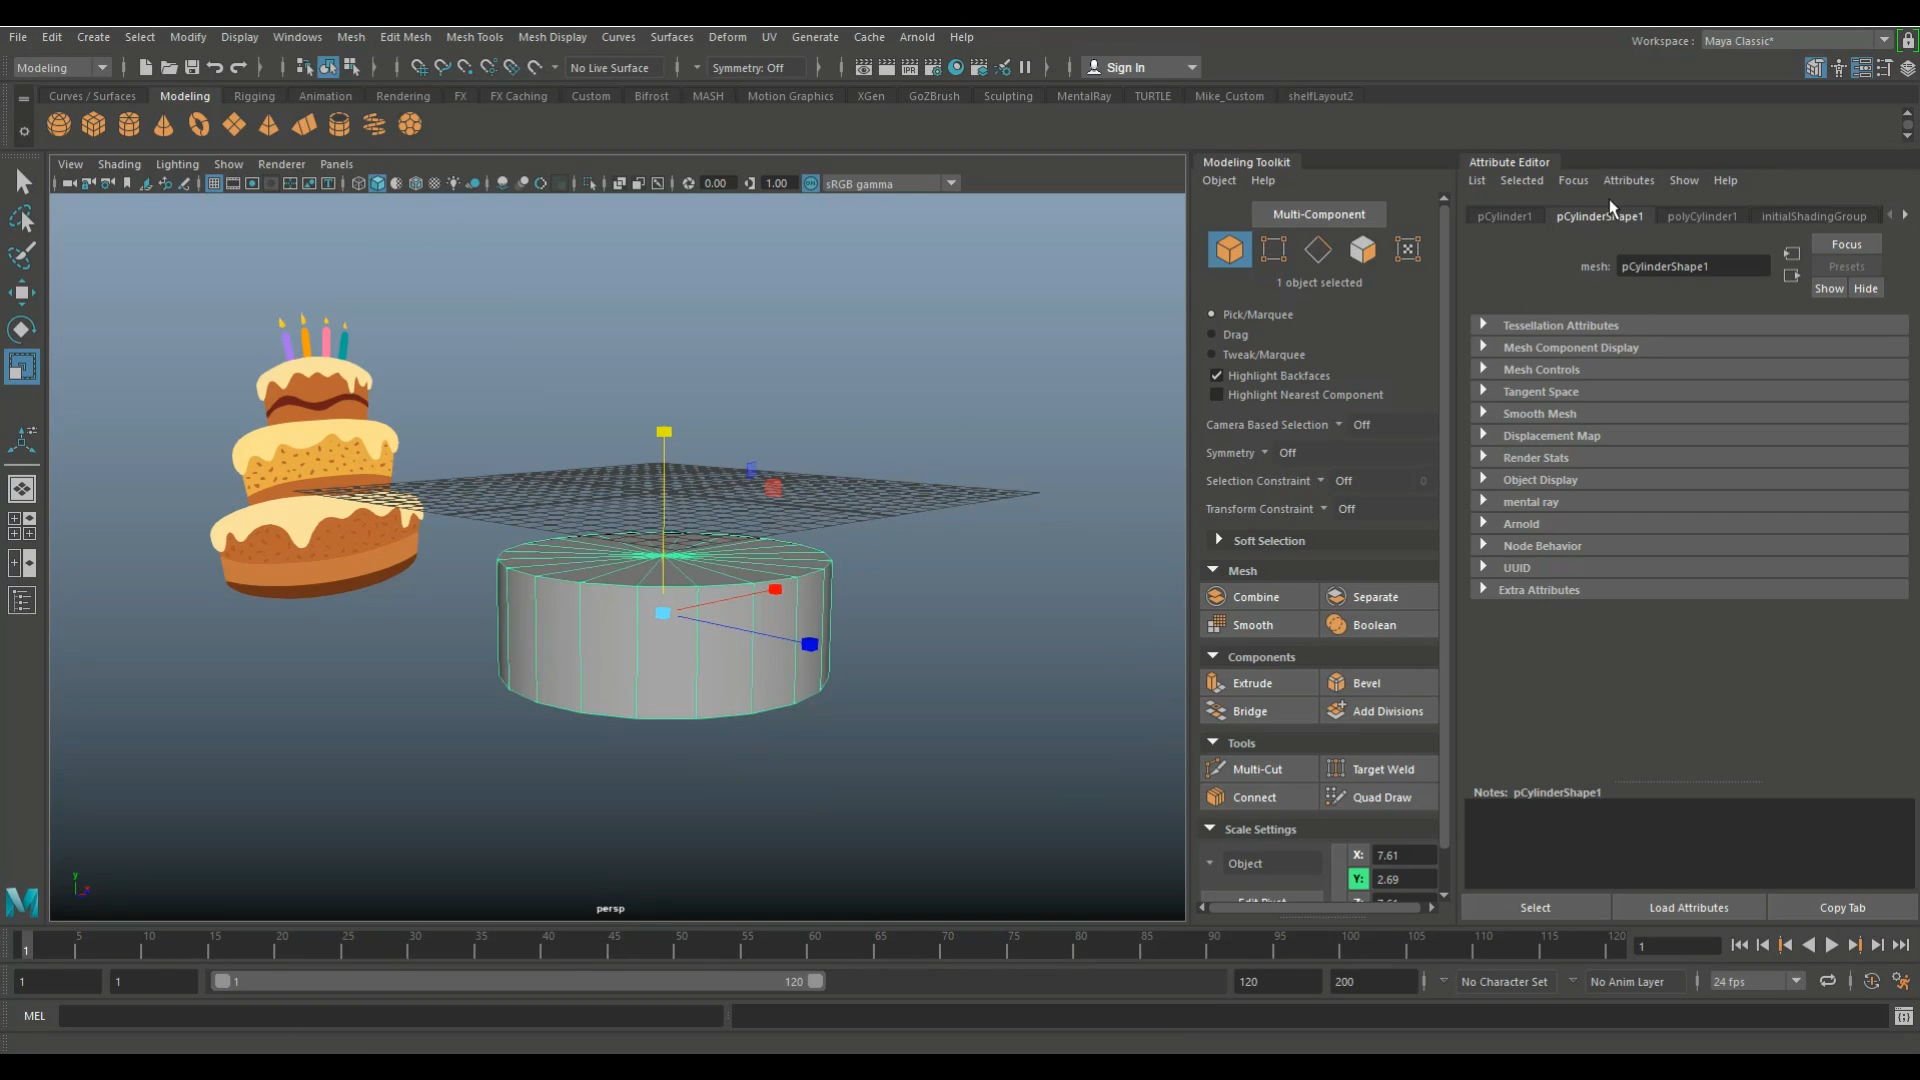 File Edit Create Select Modify Display Windows Mesh Edit Mesh Mesh Tools Mesh Display Curves Surfaces Deform UV Generate Cache Arnold Help
Workspace : Maya Classic*
Modeling No Live Surface Symmetry: Off Sign In
Curves / Surfaces Modeling Rigging Animation Rendering FX FX Caching Custom Bifrost MASH Motion Graphics XGen GoZBrush Sculpting MentalRay TURTLE Mike_Custom shelfLayout2
View Shading Lighting Show Renderer Panels
0.00 1.00 sRGB gamma
persp
Modeling Toolkit
Object Help
Multi-Component
1 object selected
Pick/Marquee
Drag
Tweak/Marquee
Highlight Backfaces
Highlight Nearest Component
Camera Based Selection Off
Symmetry Off
Selection Constraint Off 0
Transform Constraint Off
Soft Selection
Mesh
Combine Separate
Smooth Boolean
Components
Extrude Bevel
Bridge Add Divisions
Tools
Multi-Cut Target Weld
Connect Quad Draw
Scale Settings
Object X: 7.61
Y: 2.69
Attribute Editor
List Selected Focus Attributes Show Help
pCylinder1 pCylinderShape1 polyCylinder1 initialShadingGroup
mesh: pCylinderShape1
Focus
Presets
Show Hide
Tessellation Attributes
Mesh Component Display
Mesh Controls
Tangent Space
Smooth Mesh
Displacement Map
Render Stats
Object Display
mental ray
Arnold
Node Behavior
UUID
Extra Attributes
Notes: pCylinderShape1
Select Load Attributes Copy Tab
1 5 10 15 20 25 30 35 40 45 50 55 60 65 70 75 80 85 90 95 100 105 110 115 120 1
1 1 1 120 120 200 No Character Set No Anim Layer 24 fps
MEL